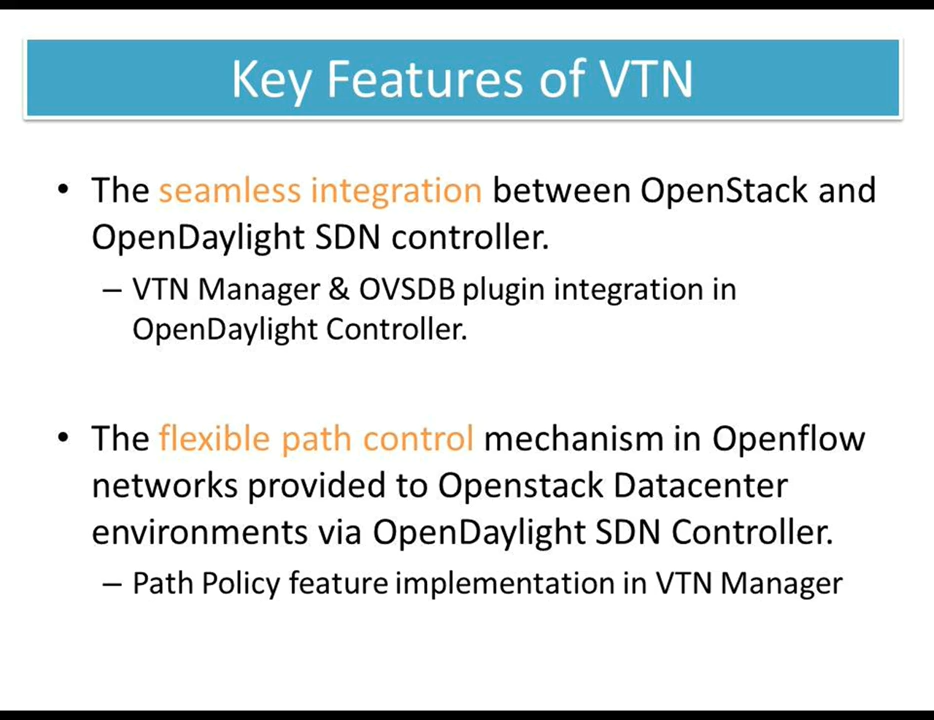 Key Features of VTN
• The seamless integration between OpenStack and
OpenDaylight SDN controller.
– VTN Manager & OVSDB plugin integration in
OpenDaylight Controller.
• The flexible path control mechanism in Openflow
networks provided to Openstack Datacenter
environments via OpenDaylight SDN Controller.
– Path Policy feature implementation in VTN Manager